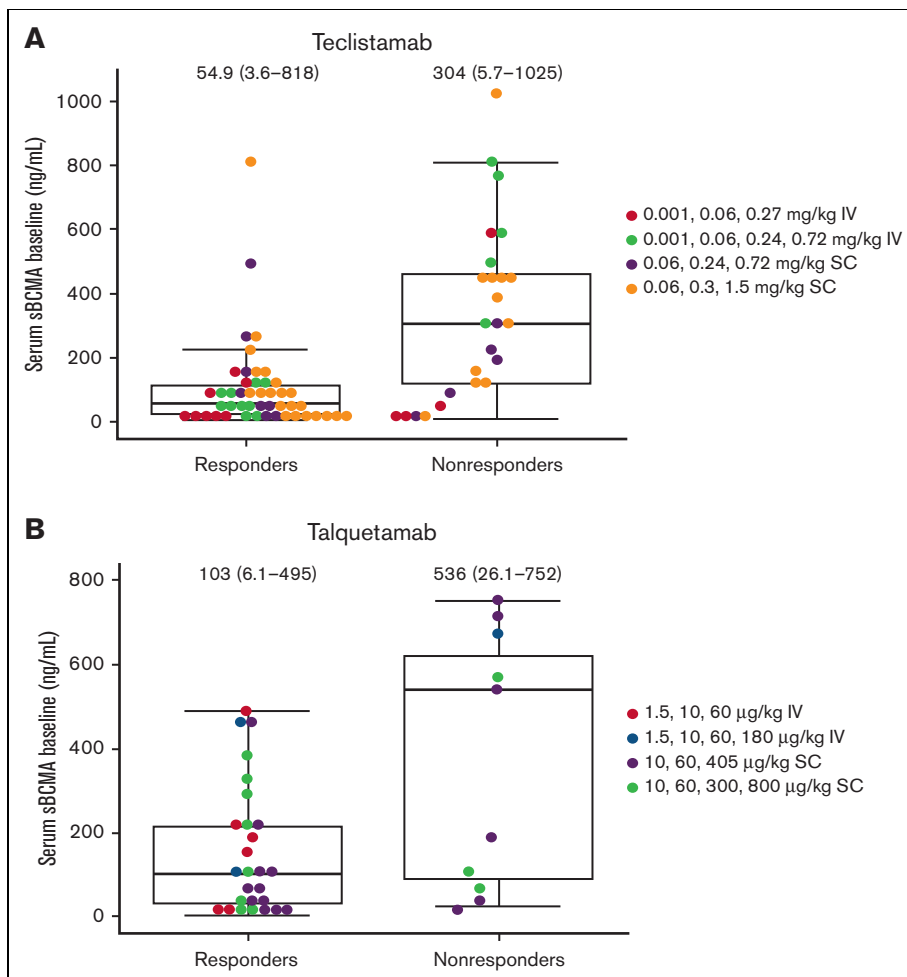 A
Teclistamab
54.9 (3.6–818) 304 (5.7–1025)
Serum sBCMA baseline (ng/mL)
1000
800
600
400
200
0
Responders Nonresponders
0.001, 0.06, 0.27 mg/kg IV
0.001, 0.06, 0.24, 0.72 mg/kg IV
0.06, 0.24, 0.72 mg/kg SC
0.06, 0.3, 1.5 mg/kg SC
B
Talquetamab
103 (6.1–495) 536 (26.1–752)
Serum sBCMA baseline (ng/mL)
800
600
400
200
0
Responders Nonresponders
1.5, 10, 60 µg/kg IV
1.5, 10, 60, 180 µg/kg IV
10, 60, 405 µg/kg SC
10, 60, 300, 800 µg/kg SC